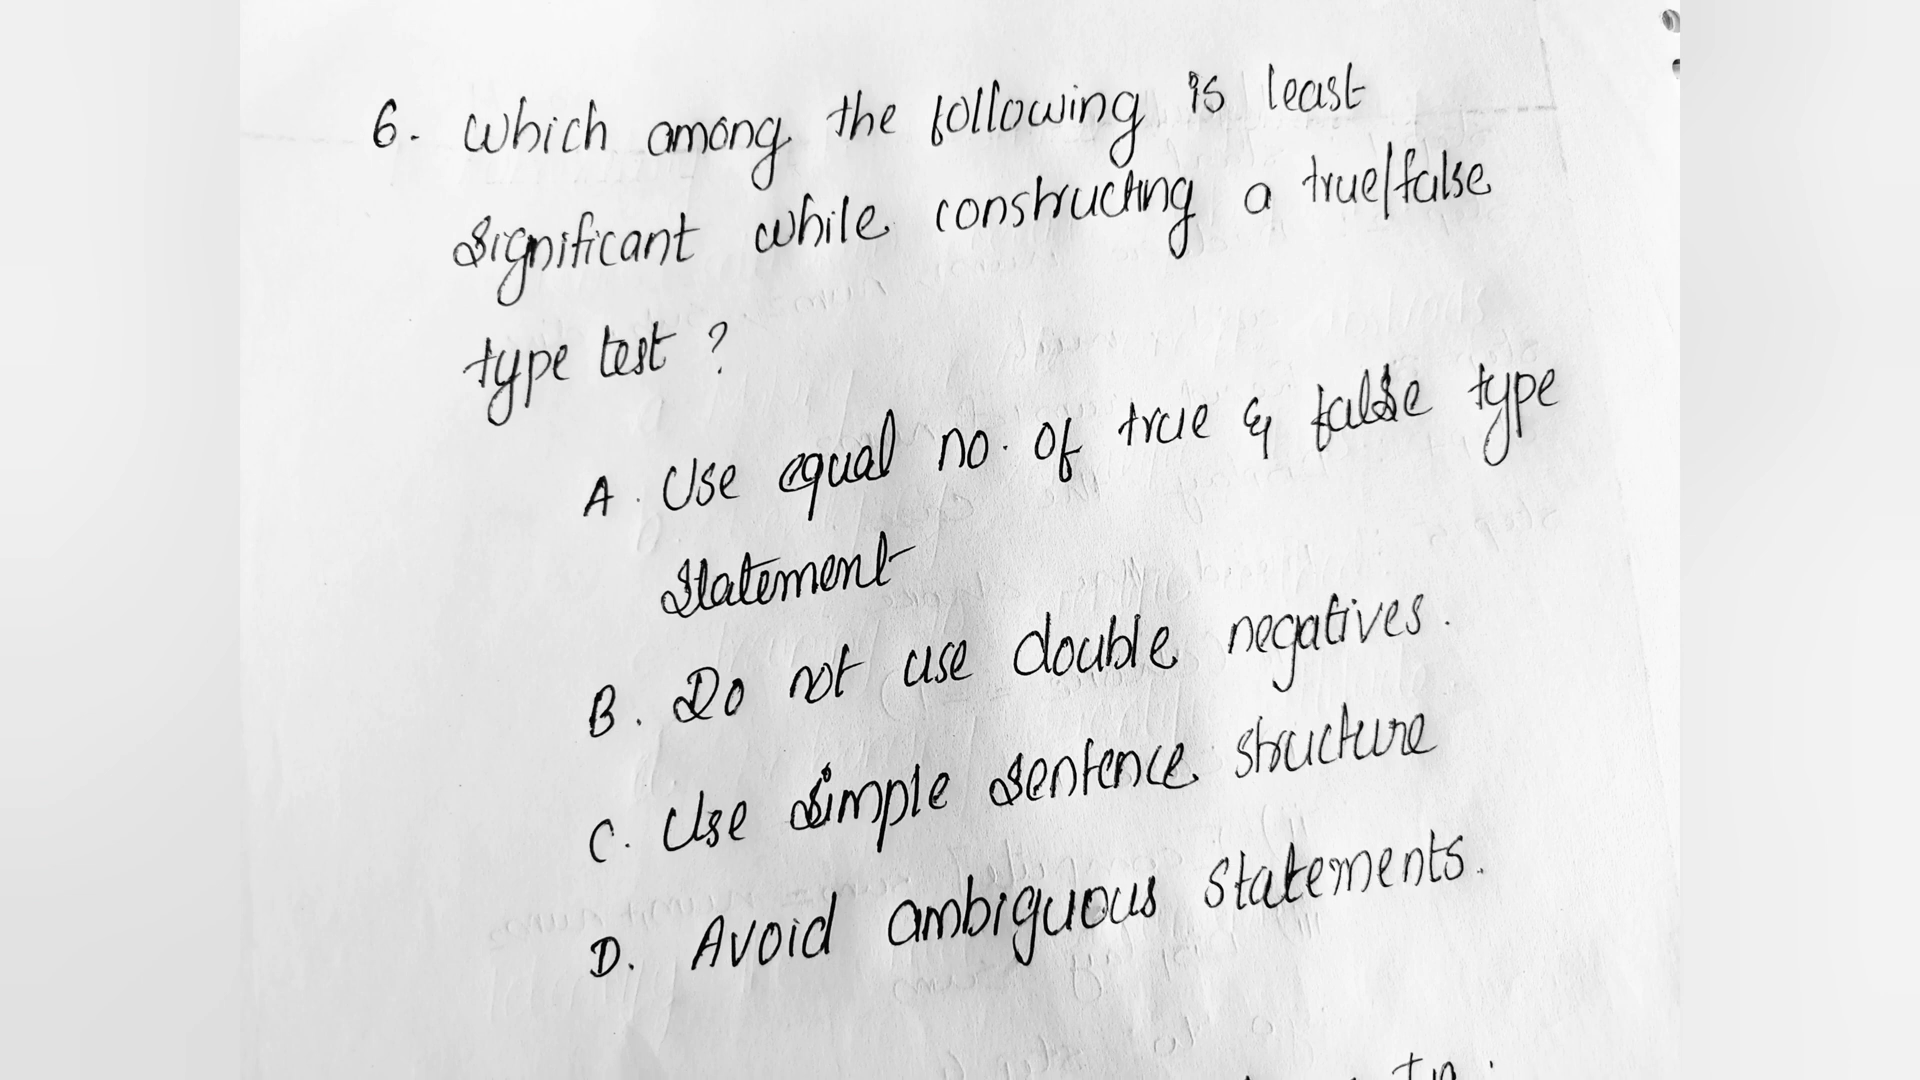 6. Which among the following is least
significant while constructing a true/false
type test ?
A. Use equal no. of true & false type
statement
B. Do not use double negatives.
C. Use simple sentence structure
D. Avoid ambiguous statements.